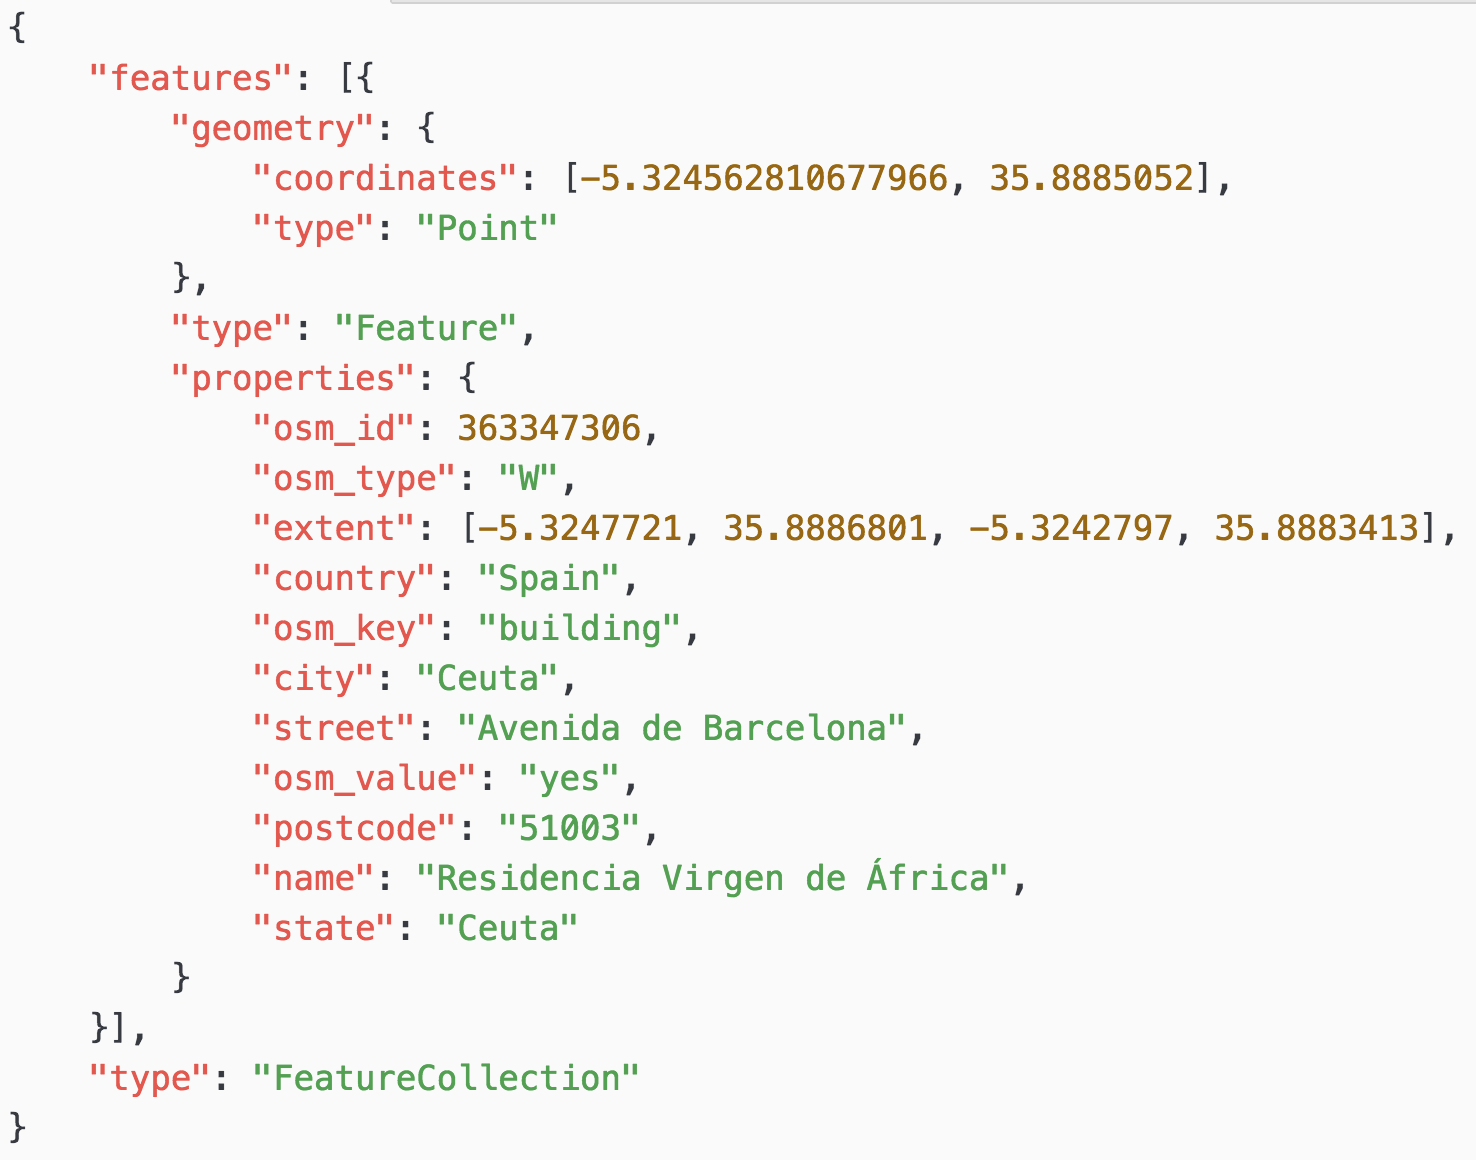 {
    "features": [{
        "geometry": {
            "coordinates": [-5.324562810677966, 35.8885052],
            "type": "Point"
        },
        "type": "Feature",
        "properties": {
            "osm_id": 363347306,
            "osm_type": "W",
            "extent": [-5.3247721, 35.8886801, -5.3242797, 35.8883413],
            "country": "Spain",
            "osm_key": "building",
            "city": "Ceuta",
            "street": "Avenida de Barcelona",
            "osm_value": "yes",
            "postcode": "51003",
            "name": "Residencia Virgen de África",
            "state": "Ceuta"
        }
    }],
    "type": "FeatureCollection"
}